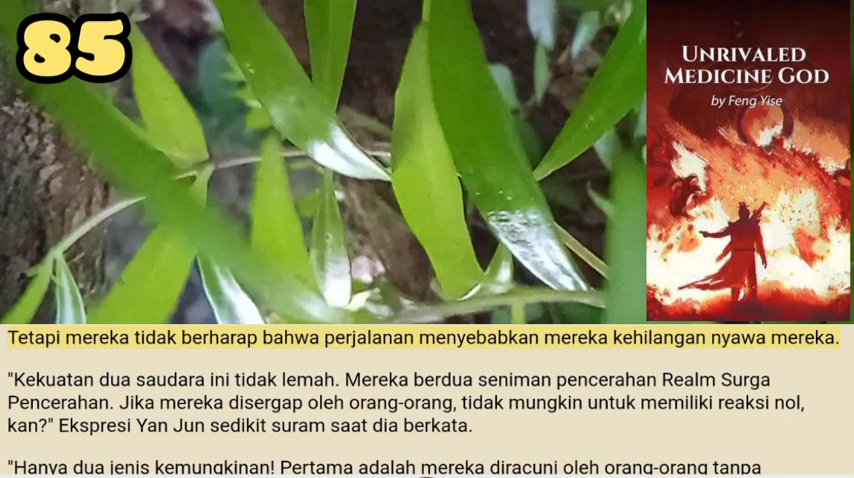 85
UNRIVALED
MEDICINE GOD
by Feng Yise
Tetapi mereka tidak berharap bahwa perjalanan menyebabkan mereka kehilangan nyawa mereka.
"Kekuatan dua saudara ini tidak lemah. Mereka berdua seniman pencerahan Realm Surga
Pencerahan. Jika mereka disergap oleh orang-orang, tidak mungkin untuk memiliki reaksi nol,
kan?" Ekspresi Yan Jun sedikit suram saat dia berkata.
"Hanya dua jenis kemungkinan! Pertama adalah mereka diracuni oleh orang-orang tanpa